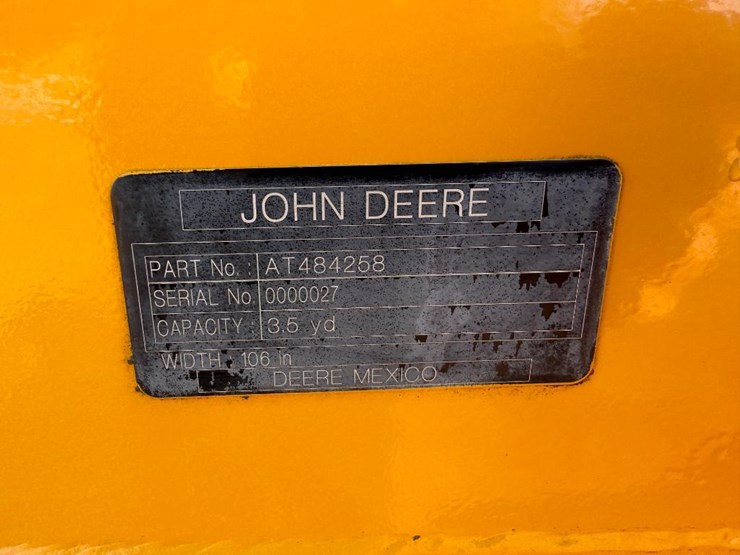 JOHN DEERE
PART No. : AT484258
SERIAL No 0000027
CAPACITY : 3.5 yd
WIDTH : 106 in
DEERE MEXICO